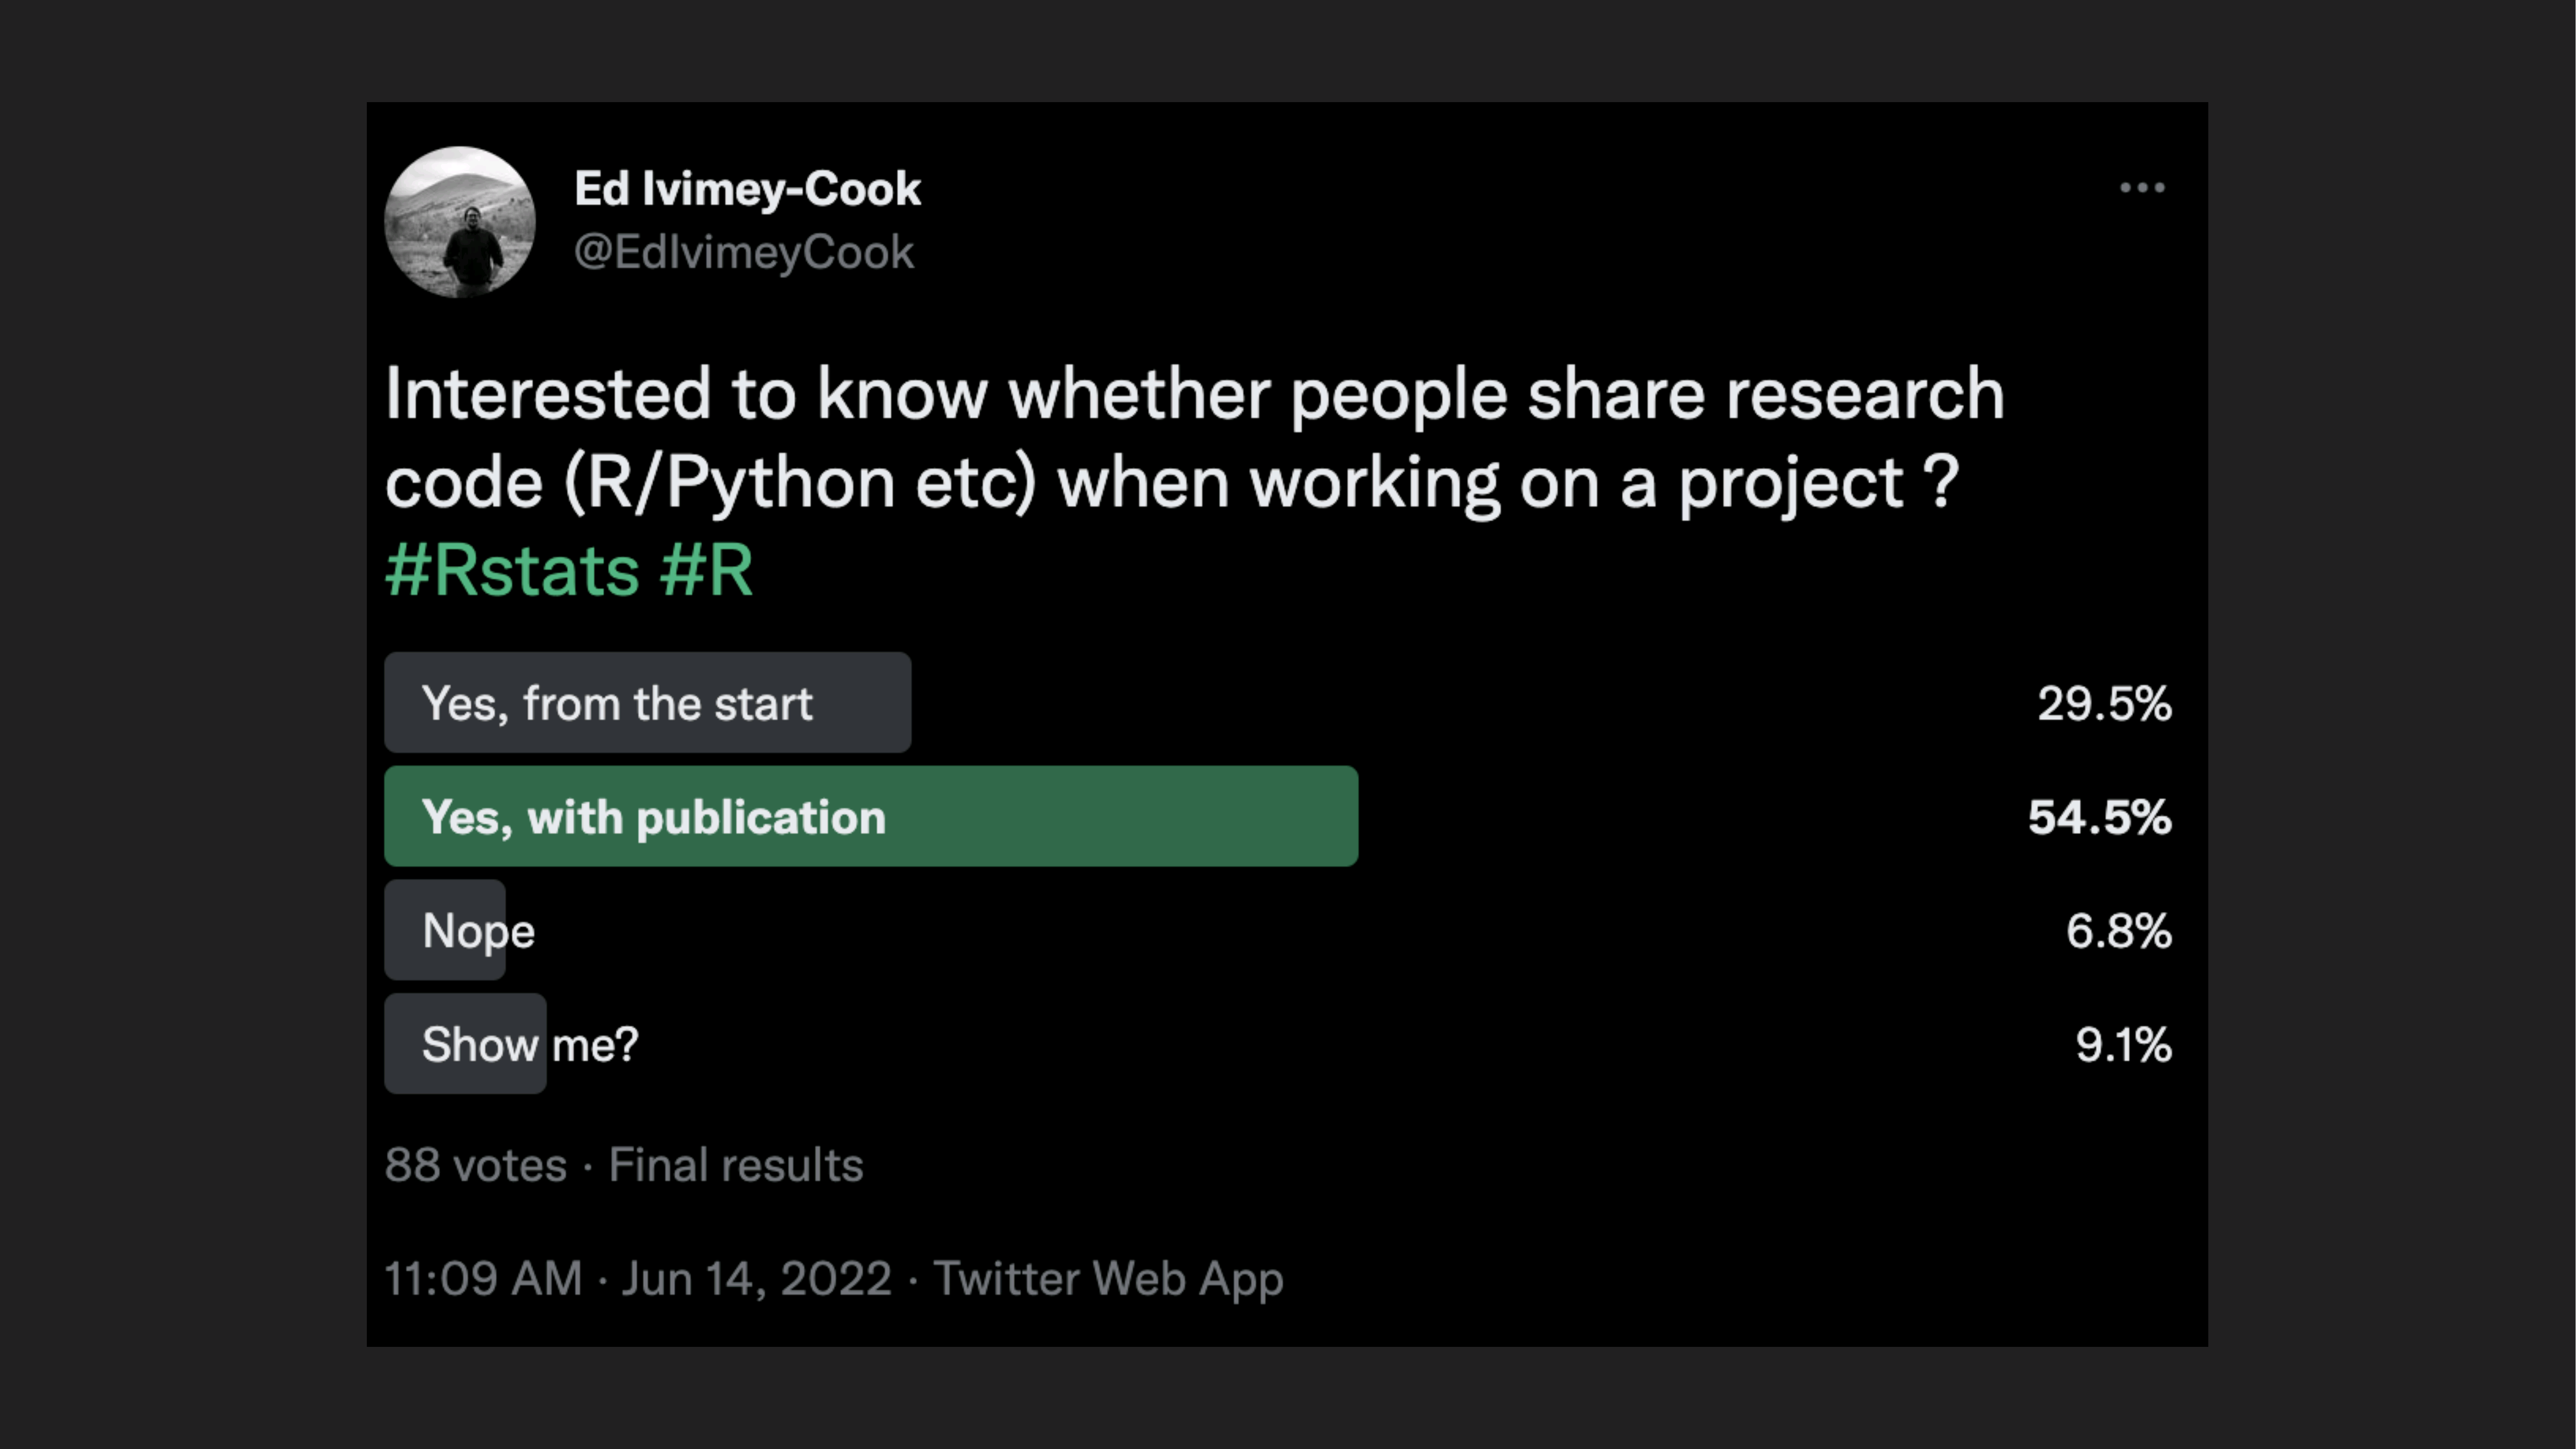 Ed Ivimey-Cook
@EdIvimeyCook
Interested to know whether people share research
code (R/Python etc) when working on a project ?
#Rstats #R
Yes, from the start 29.5%
Yes, with publication 54.5%
Nope 6.8%
Show me? 9.1%
88 votes · Final results
11:09 AM · Jun 14, 2022 · Twitter Web App